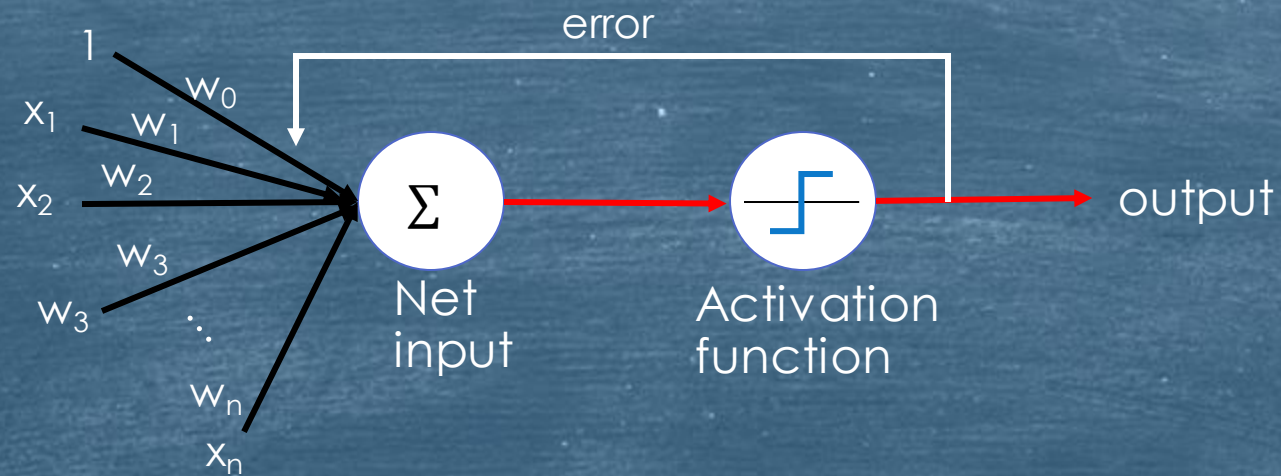 error
1
w₀
x₁
w₁
w₂
x₂
w₃
w₃
⋱
wₙ
xₙ
Σ
Net
input
Activation
function
output